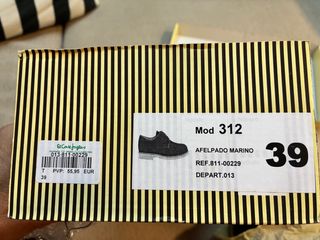 El Corte Inglés
013-811-00229
T PVP: 55,95 EUR
39
Mod 312
AFELPADO MARINO
REF.811-00229
DEPART.013
39